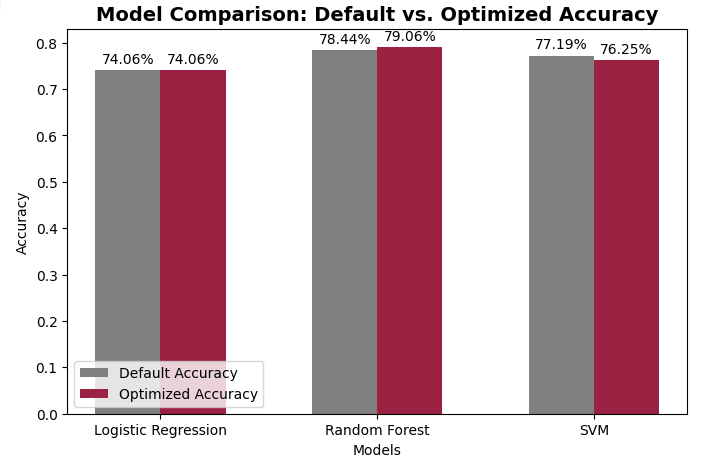 Model Comparison: Default vs. Optimized Accuracy
0.8
0.7
0.6
0.5
0.4
0.3
0.2
0.1
0.0
Accuracy
74.06% 74.06%
78.44% 79.06%
77.19% 76.25%
Default Accuracy
Optimized Accuracy
Logistic Regression Random Forest SVM
Models